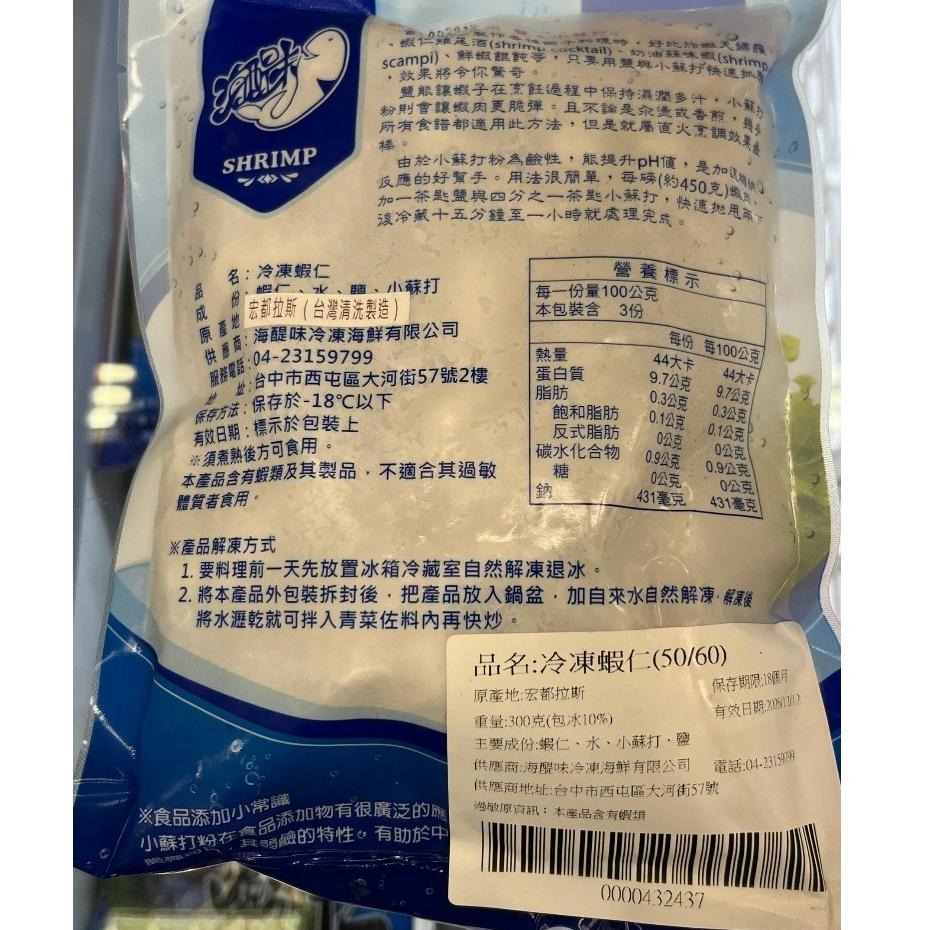 海醍味
SHRIMP
、蝦仁雞尾酒(shrimp cocktail)、奶油蒜味蝦(shrimp
scampi)、鮮蝦餛飩等，只要用鹽與小蘇打快速抓
，效果將令你驚奇。
鹽能讓蝦子在烹飪過程中保持濕潤多汁，小蘇打
粉則會讓蝦肉更脆彈。且不論是汆燙或香煎，幾乎
所有食譜都適用此方法，但是就屬直火烹調效果最
棒。
由於小蘇打粉為鹼性，能提升pH值，是加速梅納
反應的好幫手。用法很簡單，每磅(約450克)蝦肉
加一茶匙鹽與四分之一茶匙小蘇打，快速拋甩兩下
後冷藏十五分鐘至一小時就處理完成。
品名：冷凍蝦仁
成份：蝦仁、水、鹽、小蘇打
原產地：宏都拉斯（台灣清洗製造）
供應商：海醍味冷凍海鮮有限公司
服務電話：04-23159799
地址：台中市西屯區大河街57號2樓
保存方法：保存於-18℃以下
有效日期：標示於包裝上
※須煮熟後方可食用。
本產品含有蝦類及其製品，不適合其過敏
體質者食用。
營養標示
每一份量100公克
本包裝含 3份
每份 每100公克
熱量 44大卡 44大卡
蛋白質 9.7公克 9.7公克
脂肪 0.3公克 0.3公克
飽和脂肪 0.1公克 0.1公克
反式脂肪 0公克 0公克
碳水化合物 0.9公克 0.9公克
糖 0公克 0公克
鈉 431毫克 431毫克
※產品解凍方式
1. 要料理前一天先放置冰箱冷藏室自然解凍退冰。
2. 將本產品外包裝拆封後，把產品放入鍋盆，加自來水自然解凍，解凍後
將水瀝乾就可拌入青菜佐料內再快炒。
品名:冷凍蝦仁(50/60)
原產地:宏都拉斯 保存期限:18個月
重量:300克(包冰10%) 有效日期:2026/12/12
主要成份:蝦仁、水、小蘇打、鹽
供應商:海醍味冷凍海鮮有限公司 電話:04-23159799
供應商地址:台中市西屯區大河街57號
過敏原資訊：本產品含有蝦類
0000432437
※食品添加小常識
小蘇打粉在食品添加物有很廣泛的應
其弱鹼的特性，有助於中